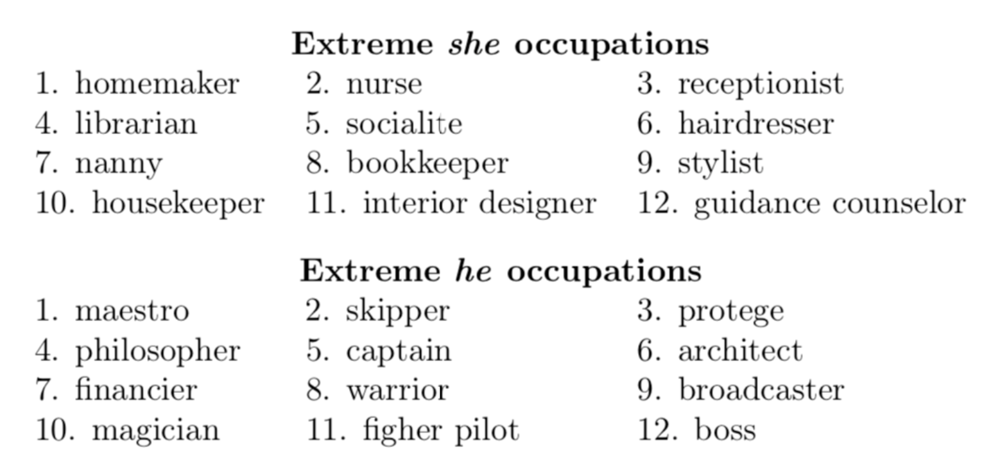 Extreme she occupations
1. homemaker 2. nurse 3. receptionist
4. librarian 5. socialite 6. hairdresser
7. nanny 8. bookkeeper 9. stylist
10. housekeeper 11. interior designer 12. guidance counselor
Extreme he occupations
1. maestro 2. skipper 3. protege
4. philosopher 5. captain 6. architect
7. financier 8. warrior 9. broadcaster
10. magician 11. figher pilot 12. boss